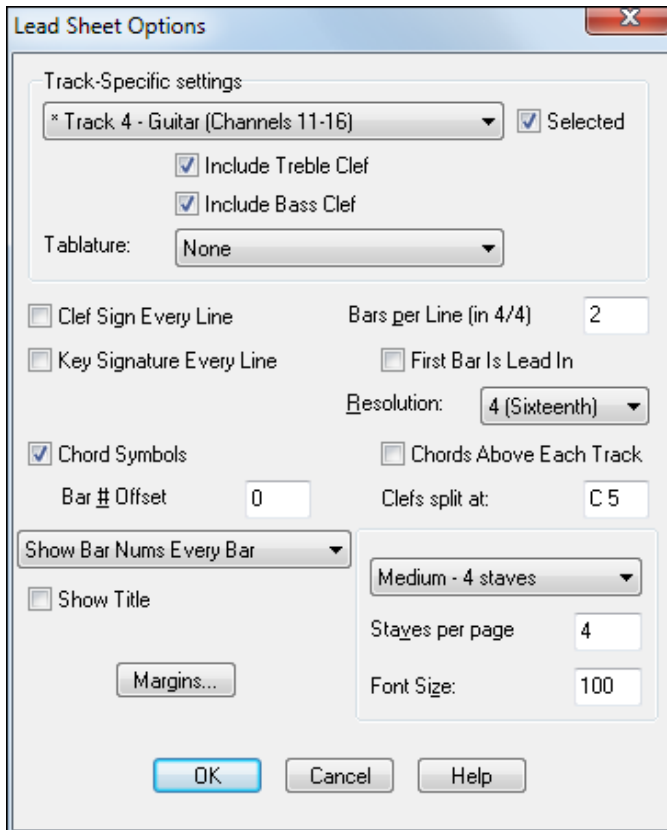 Lead Sheet Options
Track-Specific settings
* Track 4 - Guitar (Channels 11-16)
Selected
Include Treble Clef
Include Bass Clef
Tablature: None
Clef Sign Every Line
Bars per Line (in 4/4) 2
Key Signature Every Line
First Bar Is Lead In
Resolution: 4 (Sixteenth)
Chord Symbols
Chords Above Each Track
Bar # Offset 0
Clefs split at: C 5
Show Bar Nums Every Bar
Medium - 4 staves
Show Title
Staves per page 4
Margins...
Font Size: 100
OK Cancel Help